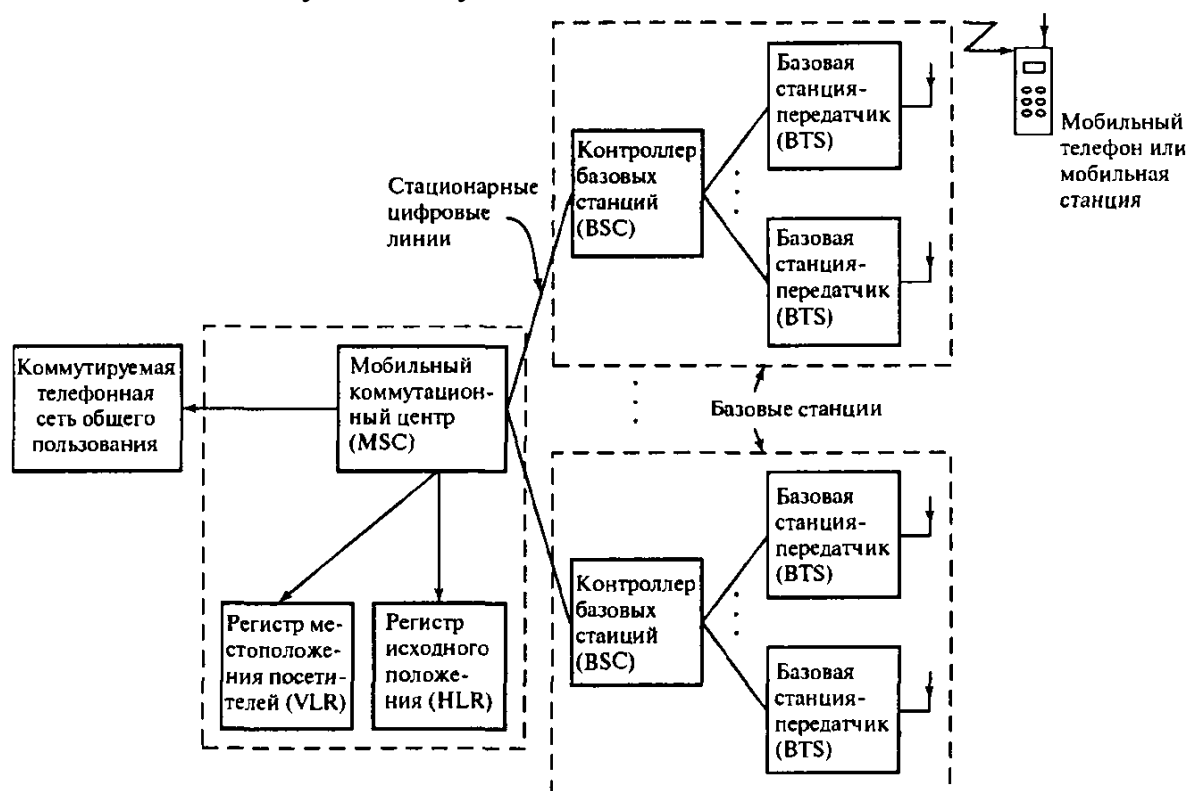 Базовая
станция-
передатчик
(BTS)
Мобильный
телефон или
мобильная
станция
Контроллер
базовых
станций
(BSC)
Стационарные
цифровые
линии
Базовая
станция-
передатчик
(BTS)
Коммутируемая
телефонная
сеть общего
пользования
Мобильный
коммутацион-
ный центр
(MSC)
Базовые станции
Базовая
станция-
передатчик
(BTS)
Контроллер
базовых
станций
(BSC)
Регистр ме-
стоположе-
ния посети-
телей (VLR)
Регистр
исходного
положе-
ния (HLR)
Базовая
станция-
передатчик
(BTS)